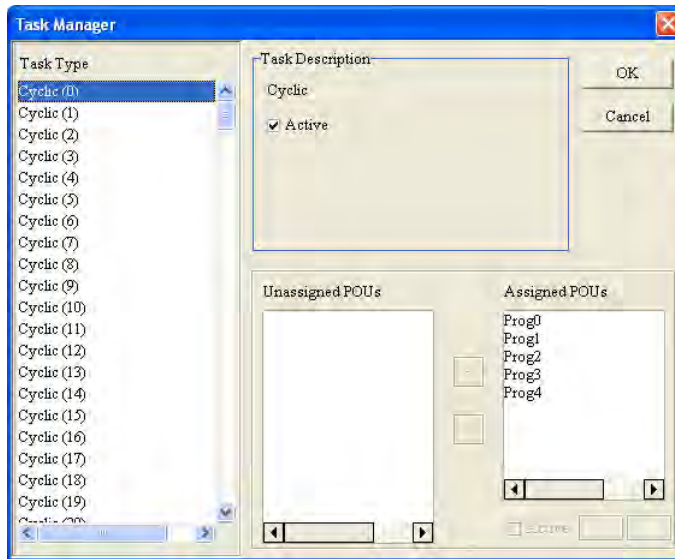 Task Manager
Task Type
Cyclic (0)
Cyclic (1)
Cyclic (2)
Cyclic (3)
Cyclic (4)
Cyclic (5)
Cyclic (6)
Cyclic (7)
Cyclic (8)
Cyclic (9)
Cyclic (10)
Cyclic (11)
Cyclic (12)
Cyclic (13)
Cyclic (14)
Cyclic (15)
Cyclic (16)
Cyclic (17)
Cyclic (18)
Cyclic (19)
Cyclic (20)
Task Description
Cyclic
Active
OK
Cancel
Unassigned POUs
Assigned POUs
Prog0
Prog1
Prog2
Prog3
Prog4